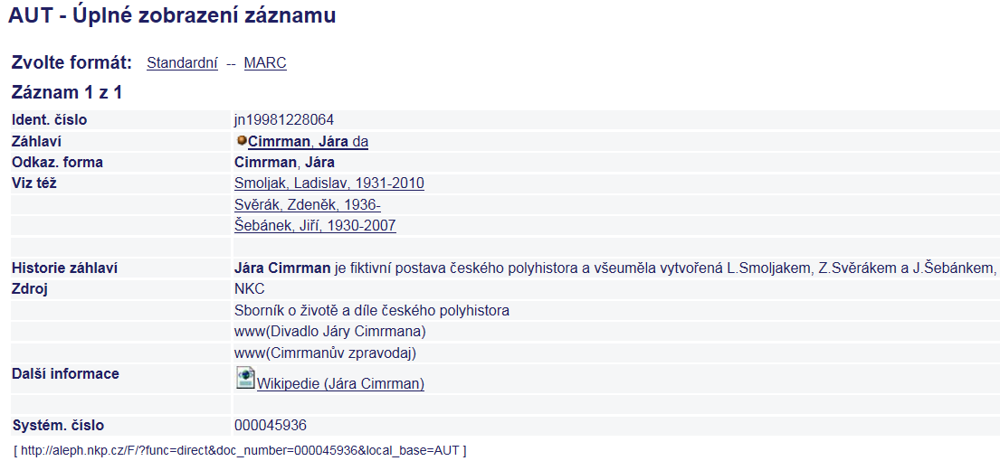 AUT - Úplné zobrazení záznamu
Zvolte formát: Standardní -- MARC
Záznam 1 z 1
Ident. číslo jn19981228064
Záhlaví Cimrman, Jára da
Odkaz. forma Cimrman, Jára
Viz též Smoljak, Ladislav, 1931-2010
Svěrák, Zdeněk, 1936-
Šebánek, Jiří, 1930-2007
Historie záhlaví Jára Cimrman je fiktivní postava českého polyhistora a všeuměla vytvořená L.Smoljakem, Z.Svěrákem a J.Šebánkem,
Zdroj NKC
Sborník o životě a díle českého polyhistora
www(Divadlo Járy Cimrmana)
www(Cimrmanův zpravodaj)
Další informace Wikipedie (Jára Cimrman)
Systém. číslo 000045936
[ http://aleph.nkp.cz/F/?func=direct&doc_number=000045936&local_base=AUT ]